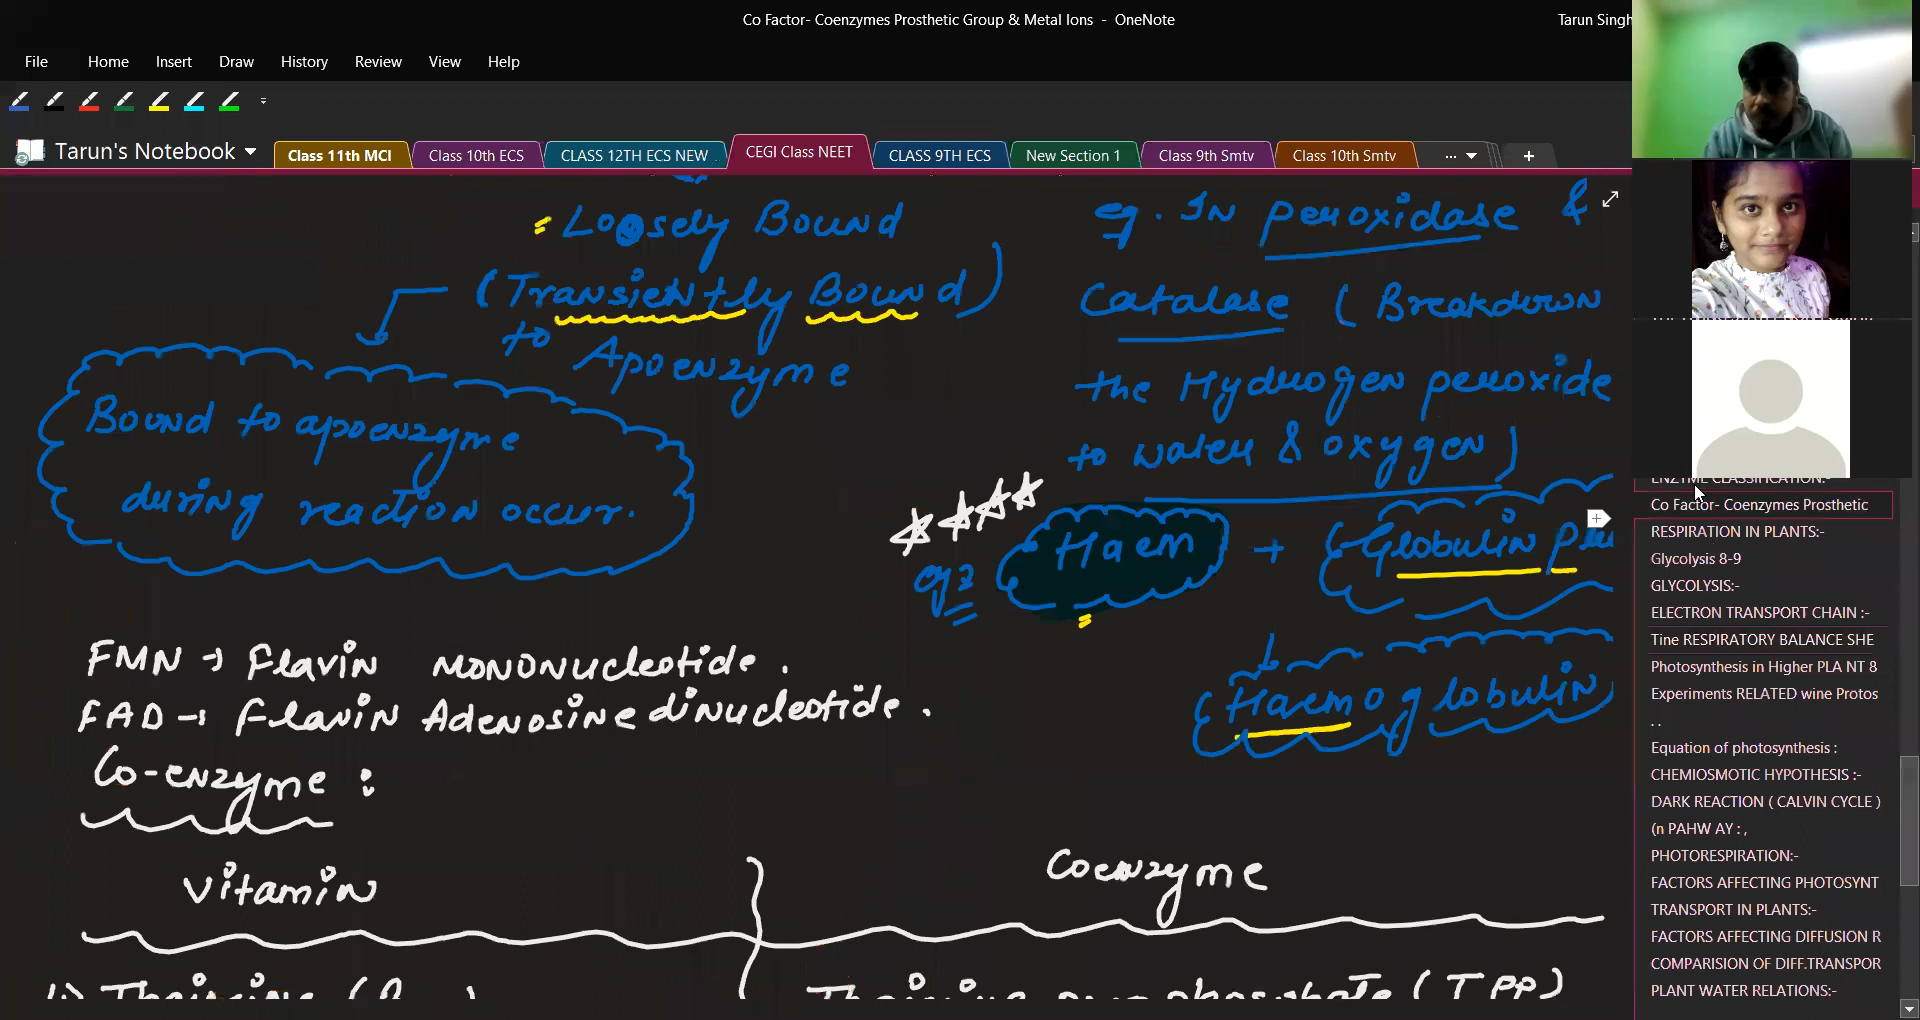 Co Factor- Coenzymes Prosthetic Group & Metal Ions - OneNote
Tarun Singh
File Home Insert Draw History Review View Help
Tarun's Notebook
Class 11th MCI
Class 10th ECS
CLASS 12TH ECS NEW
CEGI Class NEET
CLASS 9TH ECS
New Section 1
Class 9th Smtv
Class 10th Smtv
...
+
= Loosely Bound
(Transiently Bound)
to Apoenzyme
Bound to apoenzyme
during reaction occur.
eg. In peroxidase &
Catalase (Breakdown
the Hydrogen peroxide
to water & oxygen)
eg: Haem + (Globulin
(Haemoglobulin
FMN → Flavin mononucleotide.
FAD → Flavin Adenosine dinucleotide.
Co-enzyme :
Vitamin
Coenzyme
(TPP)
ENZYME CLASSIFICATION:-
Co Factor- Coenzymes Prosthetic
RESPIRATION IN PLANTS:-
Glycolysis 8-9
GLYCOLYSIS:-
ELECTRON TRANSPORT CHAIN :-
Tine RESPIRATORY BALANCE SHE
Photosynthesis in Higher PLA NT 8
Experiments RELATED wine Protos
. .
Equation of photosynthesis :
CHEMIOSMOTIC HYPOTHESIS :-
DARK REACTION ( CALVIN CYCLE )
(n PAHW AY : ,
PHOTORESPIRATION:-
FACTORS AFFECTING PHOTOSYNT
TRANSPORT IN PLANTS:-
FACTORS AFFECTING DIFFUSION R
COMPARISION OF DIFF.TRANSPOR
PLANT WATER RELATIONS:-